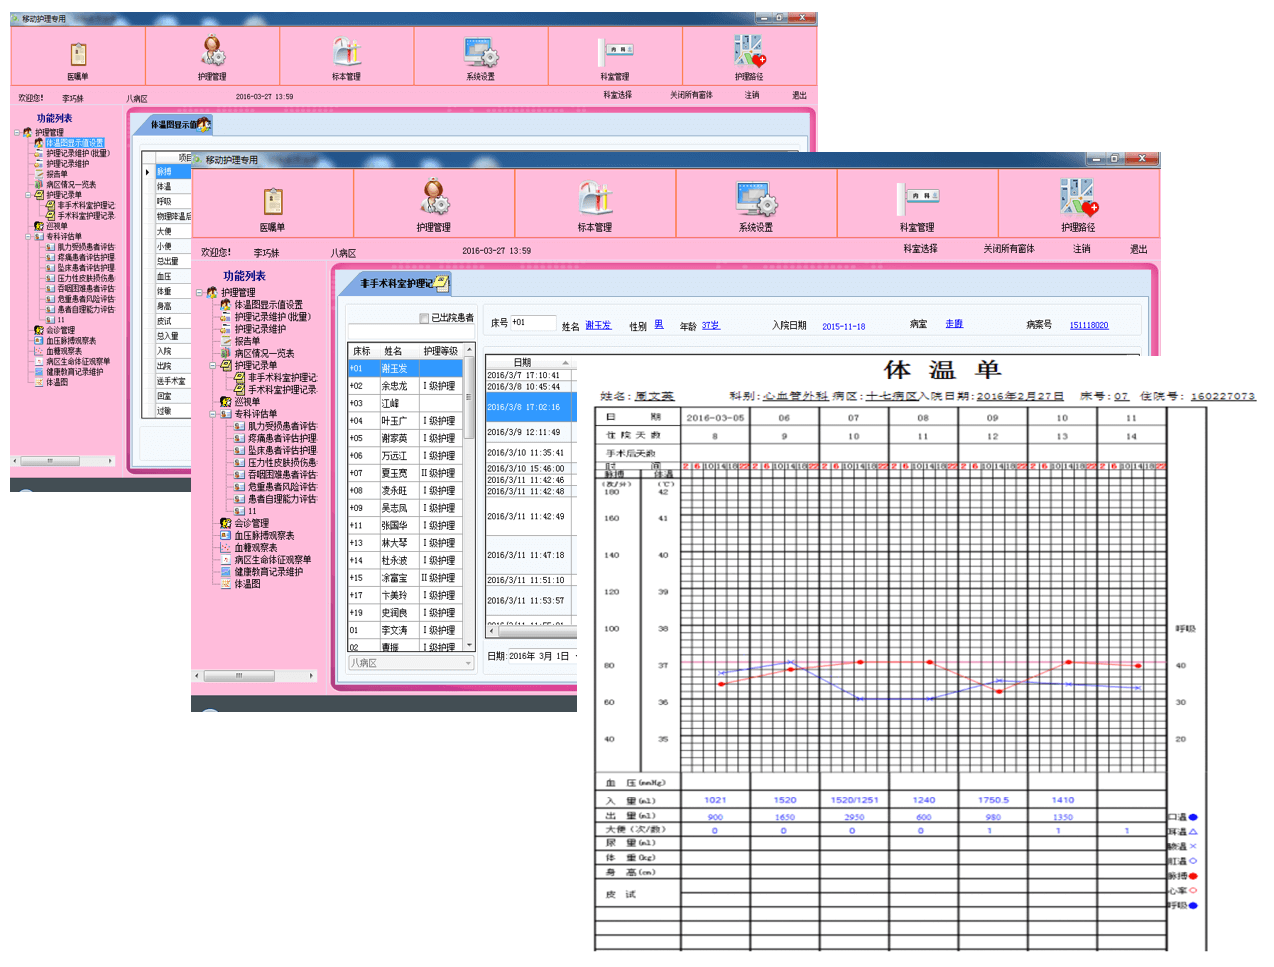 移动护理专用
医嘱单 护理管理 标本管理 系统设置 科室管理 护理路径
欢迎您! 李巧妹 八病区 2016-03-27 13:59 科室选择 关闭所有窗体 注销 退出
功能列表
护理管理
体温图显示值设置
护理记录维护(批量)
护理记录维护
报告单
病区情况一览表
护理记录单
非手术科室护理记
手术科室护理记录
巡视单
专科评估单
肌力受损患者评估
疼痛患者评估护理
坠床患者评估护理
压力性皮肤损伤患
吞咽困难患者评估
危重患者风险评估
患者自理能力评估
11
会诊管理
血压脉搏观察表
血糖观察表
病区生命体征观察单
健康教育记录维护
体温图
体温图显示值
项目
脉搏
体温
呼吸
物理降温后
大便
小便
总出量
血压
体重
身高
皮试
总入量
入院
出院
送手术室
回室
过敏
移动护理专用
医嘱单 护理管理 标本管理 系统设置 科室管理 护理路径
欢迎您! 李巧妹 八病区 2016-03-27 13:59 科室选择 关闭所有窗体 注销 退出
功能列表
护理管理
体温图显示值设置
护理记录维护(批量)
护理记录维护
报告单
病区情况一览表
护理记录单
非手术科室护理记
手术科室护理记录
巡视单
专科评估单
肌力受损患者评估
疼痛患者评估护理
坠床患者评估护理
压力性皮肤损伤患
吞咽困难患者评估
危重患者风险评估
患者自理能力评估
11
会诊管理
血压脉搏观察表
血糖观察表
病区生命体征观察单
健康教育记录维护
体温图
非手术科室护理记
已出院患者
床号 +01 姓名 谢玉发 性别 男 年龄 37岁 入院日期 2015-11-18 病室 走廊 病案号 151118020
床标 姓名 护理等级
+01 谢玉发
+02 余忠龙 I级护理
+03 江峰
+04 叶玉广 I级护理
+05 谢家英 I级护理
+06 万远江 I级护理
+07 夏玉宽 II级护理
+08 凌永旺 I级护理
+09 吴志凤 I级护理
+11 张国华 I级护理
+13 林大琴 I级护理
+14 杜永波 I级护理
+15 凃富宝 II级护理
+17 卞美玲 I级护理
+19 史润良 I级护理
01 李文涛 I级护理
02 I级护理
八病区
日期
2016/3/7 17:10:41
2016/3/8 10:45:44
2016/3/8 17:02:16
2016/3/9 12:11:49
2016/3/10 11:35:41
2016/3/10 15:46:00
2016/3/11 11:42:46
2016/3/11 11:42:48
2016/3/11 11:42:49
2016/3/11 11:47:18
2016/3/11 11:51:10
2016/3/11 11:53:57
日期: 2016年 3月 1日
体 温 单
姓名: 周文英 科别: 心血管外科 病区: 十七病区 入院日期: 2016年2月27日 床号: 07 住院号: 160227073
日 期 2016-03-05 06 07 08 09 10 11
住 院 天 数 8 9 10 11 12 13 14
手术后天数
时 间 2 6 10 14 18 22 2 6 10 14 18 22 2 6 10 14 18 22 2 6 10 14 18 22 2 6 10 14 18 22 2 6 10 14 18 22 2 6 10 14 18 22
脉搏 体温
(次/分) (℃)
180 42
160 41
140 40
120 39
100 38 呼吸
80 37 40
60 36 30
40 35 20
血 压(mmHg)
入 量(ml) 1021 1520 1520/1251 1240 1750.5 1410
出 量(ml) 900 1650 2950 600 980 1350
大便(次/数) 0 0 0 0 1 1 1
尿 量(ml)
体 重(kg)
身 高(cm)
皮 试
口温●
耳温△
腋温×
肛温◇
脉搏●
心率◇
呼吸●